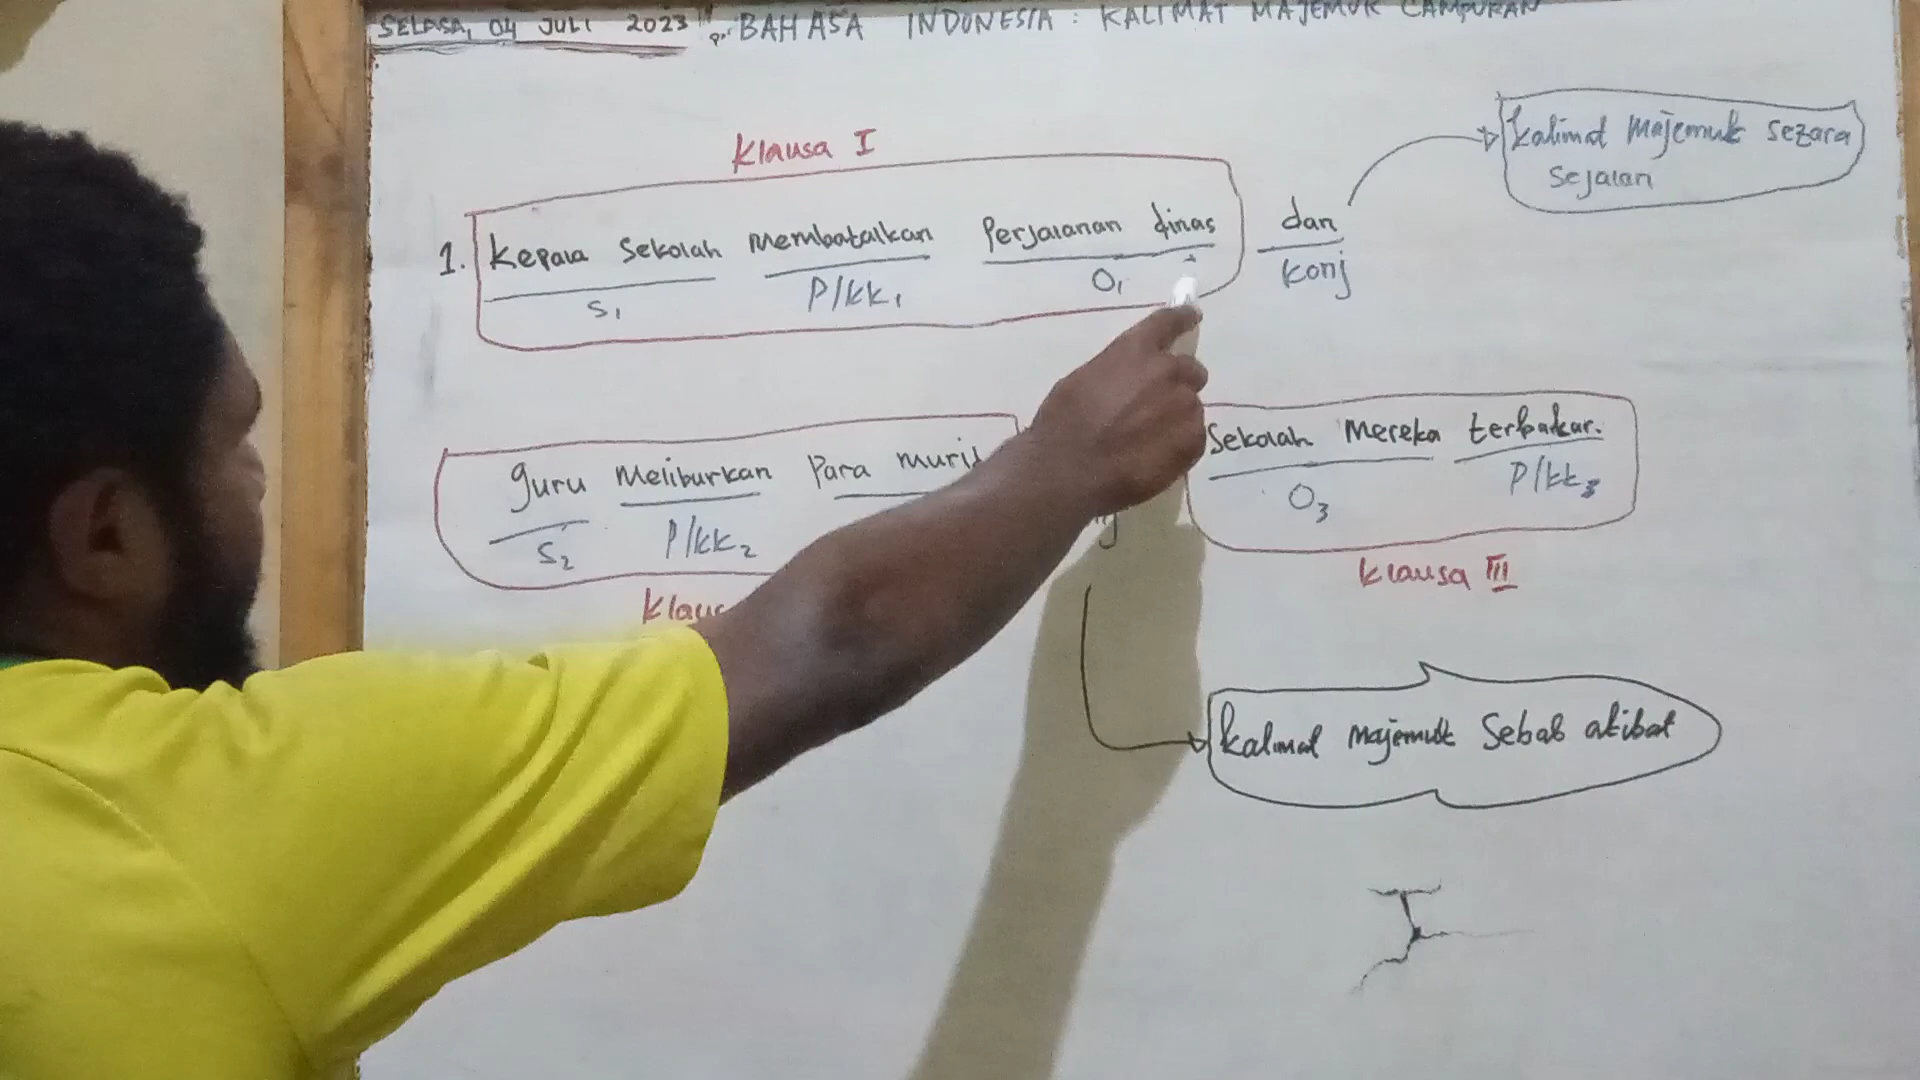 SELASA, 04 JULI 2023
BAHASA INDONESIA : KALIMAT MAJEMUK CAMPURAN
Klausa I
kalimat Majemuk sezara
sejalan
1. Kepala sekolah Membatalkan Perjalanan dinas dan
S1 P/kk1 O1 konj
guru Meliburkan Para murid
sekolah Mereka terbakar.
S2 P/kk2
O3 P/kk3
Klausa III
kalimat Majemuk Sebab akibat